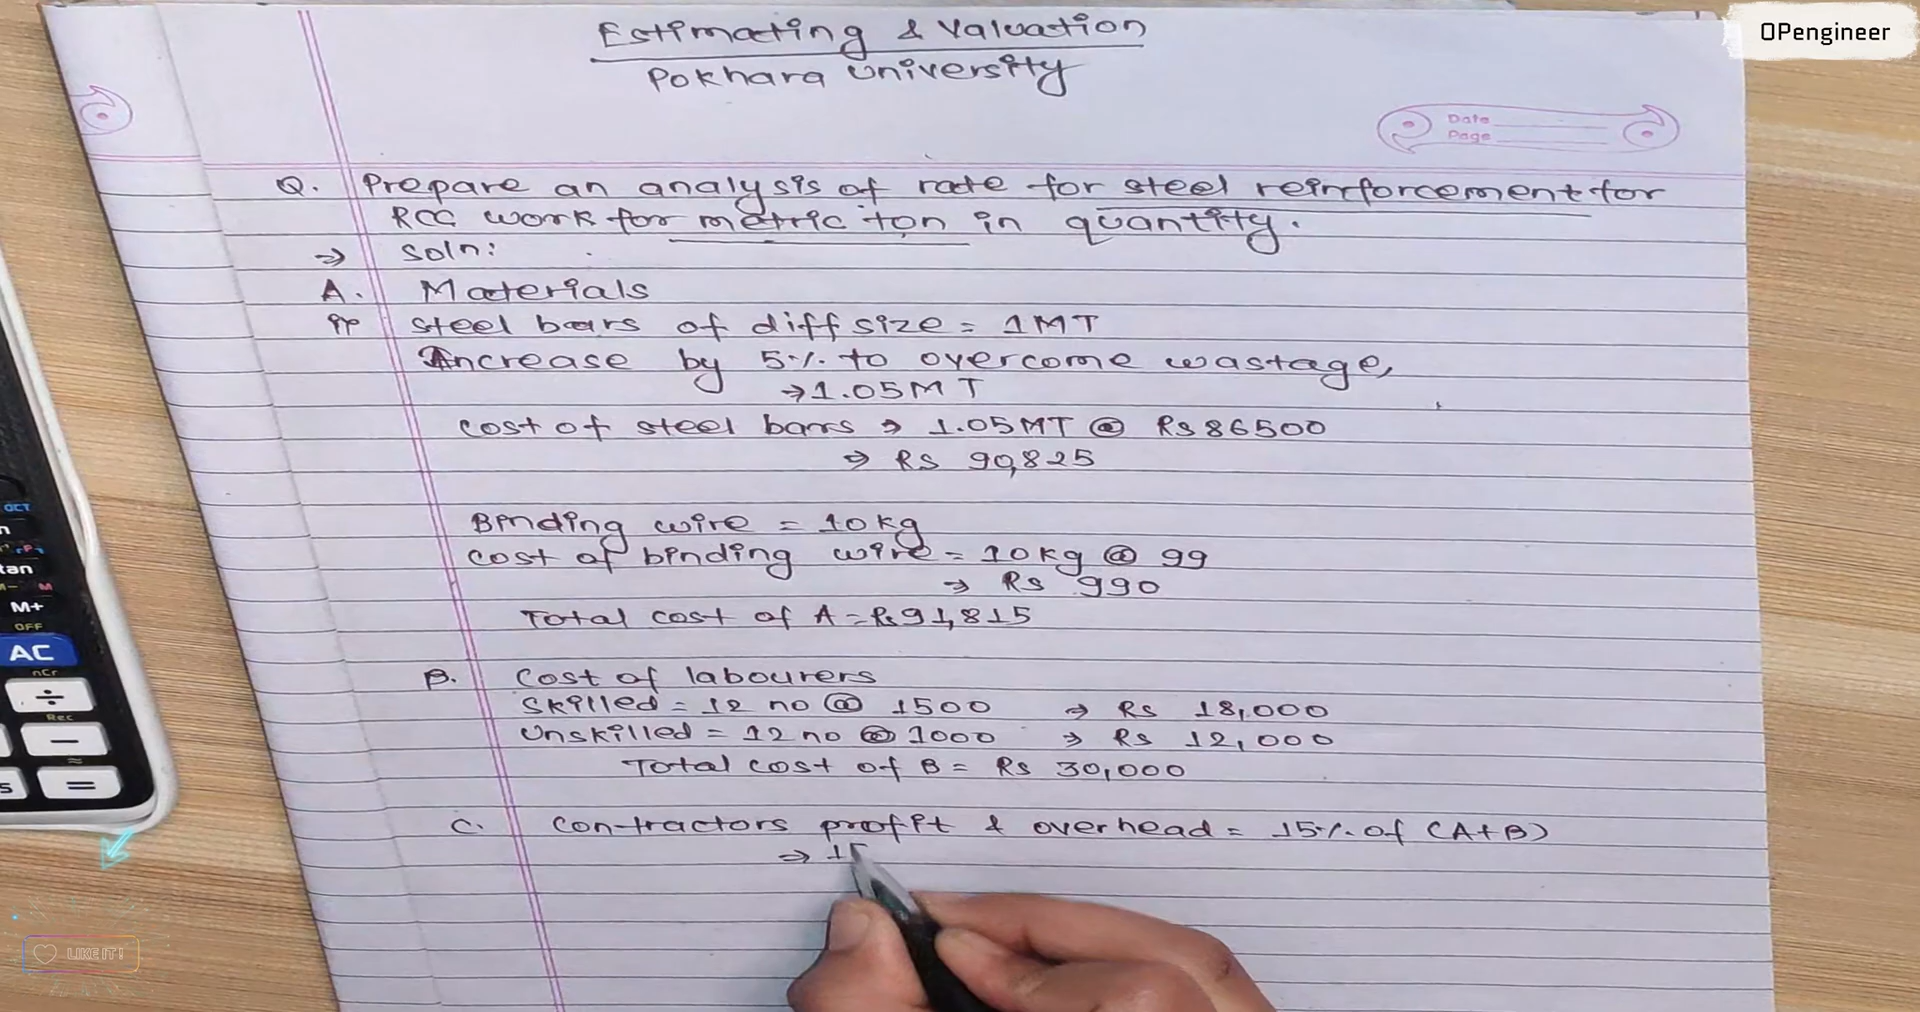 OPengineer
Estimating & Valuation
Pokhara University
Date
Page
Q. Prepare an analysis of rate for steel reinforcement for
RCC work for metric ton in quantity.
⇒ Soln:
A. Materials
steel bars of diff size = 1MT
Increase by 5% to overcome wastage,
→ 1.05MT
cost of steel bars → 1.05MT @ Rs 86500
⇒ Rs 90,825
Binding wire = 10kg
cost of binding wire = 10kg @ 99
⇒ Rs 990
Total cost of A = Rs 91,815
B. Cost of labourers
Skilled = 12 no @ 1500 ⇒ Rs 18,000
Unskilled = 12 no @ 1000 ⇒ Rs 12,000
Total cost of B = Rs 30,000
C. Contractors profit & overhead = 15% of (A+B)
⇒ 15
OCT
tan
M- M
M+
OFF
AC
nCr
÷
Rec
−
≈
=
LIKE IT!